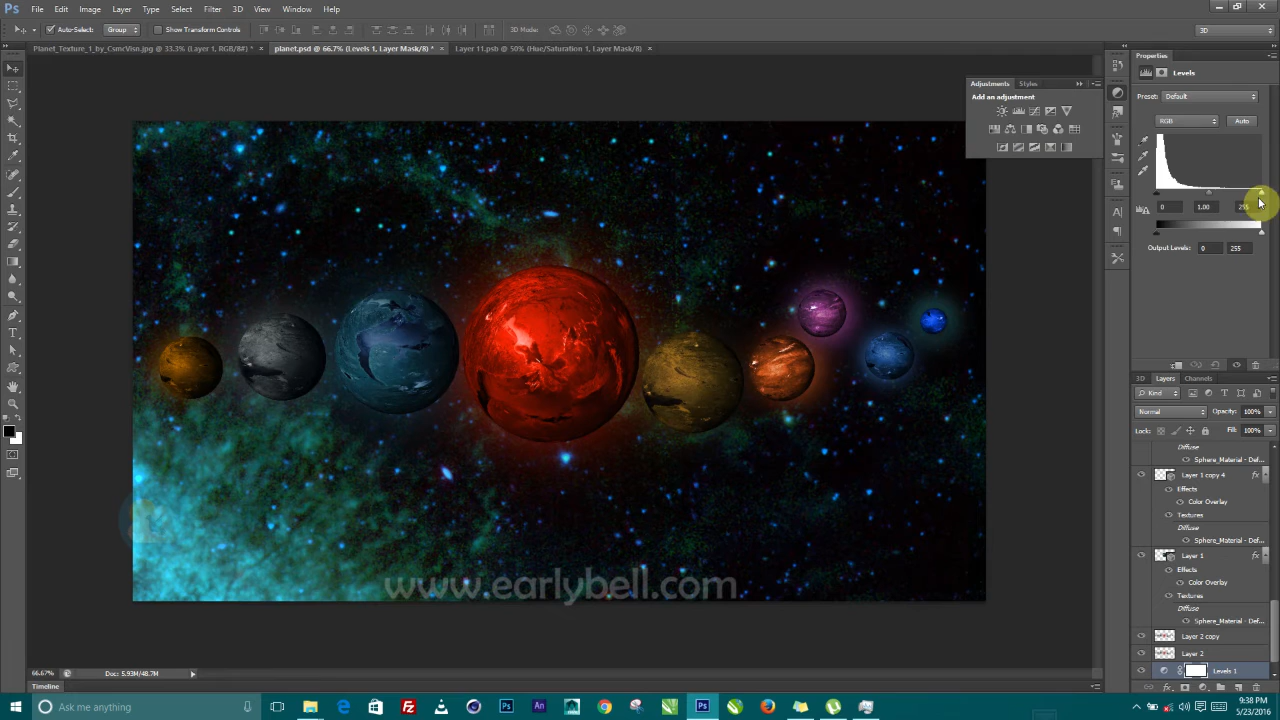 Ps File Edit Image Layer Type Select Filter 3D View Window Help
Auto-Select: Group Show Transform Controls 3D Mode: 3D
Planet_Texture_1_by_CsmcVisn.jpg @ 33.3% (Layer 1, RGB/8#) * × planet.psd @ 66.7% (Levels 1, Layer Mask/8) * × Layer 11.psb @ 50% (Hue/Saturation 1, Layer Mask/8) ×
Properties
Levels
Adjustments Styles
Add an adjustment
Preset: Default
RGB Auto
0 1.00 255
Output Levels: 0 255
3D Layers Channels
Kind
Normal Opacity: 100%
Lock: Fill: 100%
Diffuse
Sphere_Material - Def...
Layer 1 copy 4 fx
Effects
Color Overlay
Textures
Diffuse
Sphere_Material - Def...
Layer 1 fx
Effects
Color Overlay
Textures
Diffuse
Sphere_Material - Def...
Layer 2 copy
Layer 2
Levels 1
www.earlybell.com
66.67% Doc: 5.93M/48.7M
Timeline
Ask me anything
9:38 PM
5/23/2016